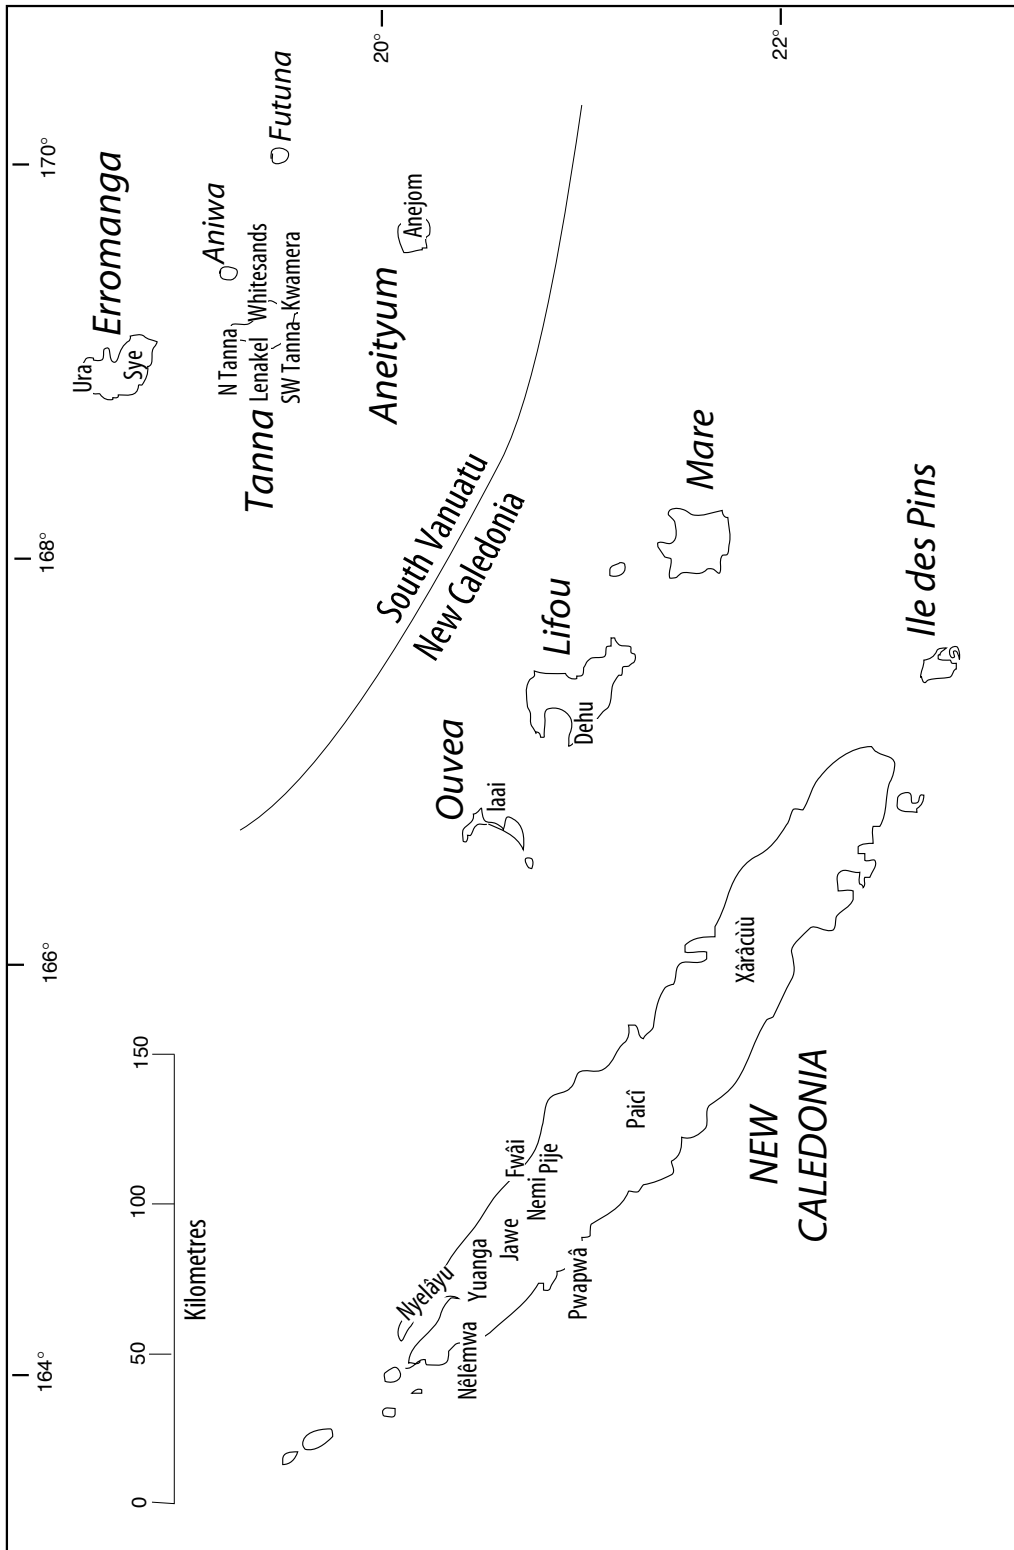 164°
166°
168°
170°
20°
22°
0
50
100
150
Kilometres
Ura
Sye
Erromanga
Aniwa
Futuna
N Tanna
Lenakel
Whitesands
SW Tanna
Kwamera
Tanna
Aneityum
Anejom
South Vanuatu
New Caledonia
Ouvea
Iaai
Lifou
Dehu
Mare
Ile des Pins
Nyelâyu
Nêlêmwa
Yuanga
Jawe
Nemi
Fwâi
Pije
Pwapwâ
Paicî
Xârâcùù
NEW
CALEDONIA